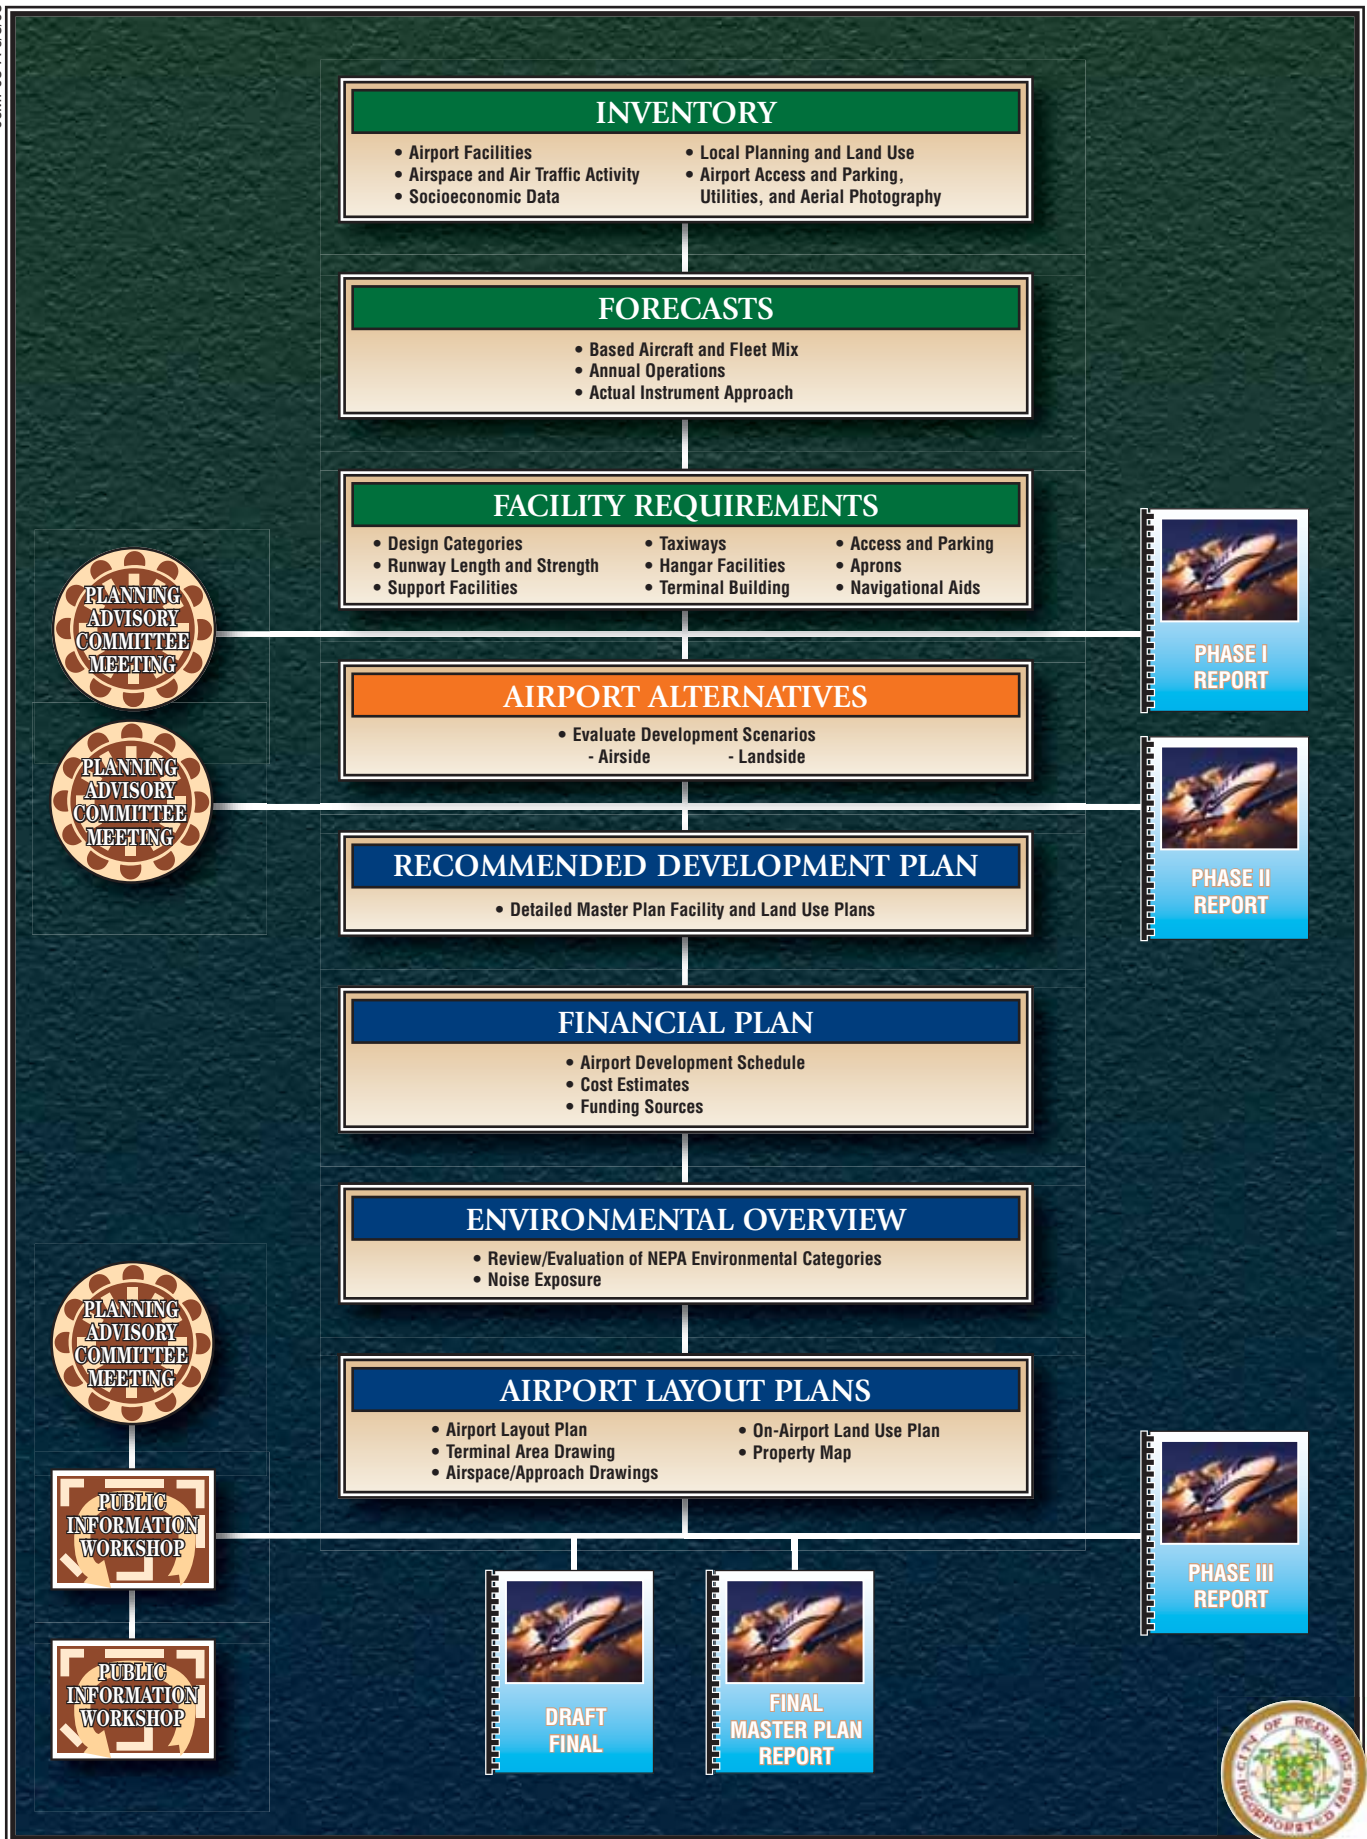 INVENTORY
• Airport Facilities
• Airspace and Air Traffic Activity
• Socioeconomic Data
• Local Planning and Land Use
• Airport Access and Parking,
Utilities, and Aerial Photography
FORECASTS
• Based Aircraft and Fleet Mix
• Annual Operations
• Actual Instrument Approach
FACILITY REQUIREMENTS
• Design Categories
• Runway Length and Strength
• Support Facilities
• Taxiways
• Hangar Facilities
• Terminal Building
• Access and Parking
• Aprons
• Navigational Aids
PLANNING
ADVISORY
COMMITTEE
MEETING
PHASE I
REPORT
AIRPORT ALTERNATIVES
• Evaluate Development Scenarios
- Airside - Landside
PLANNING
ADVISORY
COMMITTEE
MEETING
PHASE II
REPORT
RECOMMENDED DEVELOPMENT PLAN
• Detailed Master Plan Facility and Land Use Plans
FINANCIAL PLAN
• Airport Development Schedule
• Cost Estimates
• Funding Sources
ENVIRONMENTAL OVERVIEW
• Review/Evaluation of NEPA Environmental Categories
• Noise Exposure
PLANNING
ADVISORY
COMMITTEE
MEETING
AIRPORT LAYOUT PLANS
• Airport Layout Plan
• Terminal Area Drawing
• Airspace/Approach Drawings
• On-Airport Land Use Plan
• Property Map
PUBLIC
INFORMATION
WORKSHOP
PHASE III
REPORT
PUBLIC
INFORMATION
WORKSHOP
DRAFT
FINAL
FINAL
MASTER PLAN
REPORT
CITY OF REDLANDS
INCORPORATED 1888